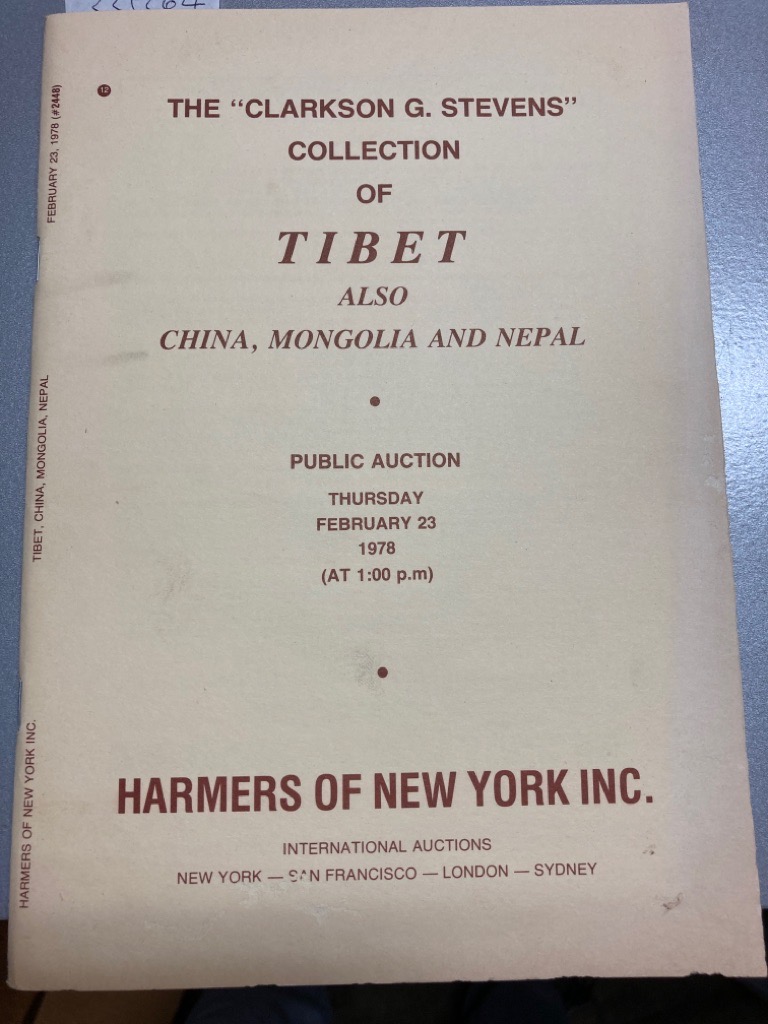 THE “CLARKSON G. STEVENS”
COLLECTION
OF
TIBET
ALSO
CHINA, MONGOLIA AND NEPAL
PUBLIC AUCTION
THURSDAY
FEBRUARY 23
1978
(AT 1:00 p.m)
HARMERS OF NEW YORK INC.
INTERNATIONAL AUCTIONS
NEW YORK — SAN FRANCISCO — LONDON — SYDNEY
12
FEBRUARY 23, 1978 (#2448)
TIBET, CHINA, MONGOLIA, NEPAL
HARMERS OF NEW YORK INC.